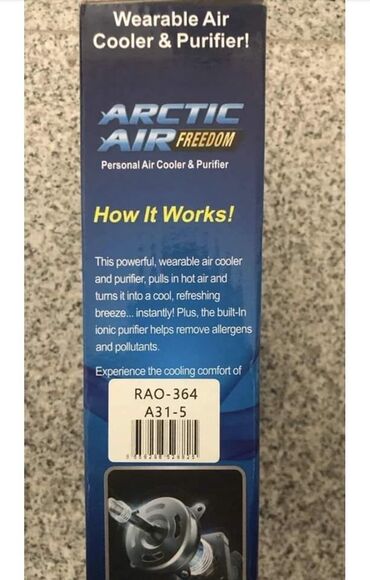 Wearable Air
Cooler & Purifier!
ARCTIC
AIR FREEDOM
Personal Air Cooler & Purifier
How It Works!
This powerful, wearable air cooler
and purifier, pulls in hot air and
turns it into a cool, refreshing
breeze... instantly! Plus, the built-In
ionic purifier helps remove allergens
and pollutants.
Experience the cooling comfort of
RAO-364
A31-5